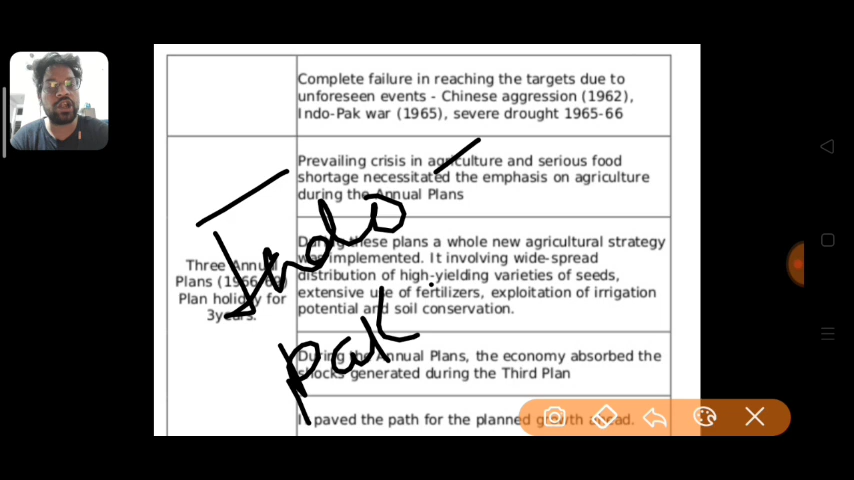 Complete failure in reaching the targets due to
unforeseen events - Chinese aggression (1962),
Indo-Pak war (1965), severe drought 1965-66
Prevailing crisis in agriculture and serious food
shortage necessitated the emphasis on agriculture
during the Annual Plans
During these plans a whole new agricultural strategy
was implemented. It involving wide-spread
distribution of high-yielding varieties of seeds,
extensive use of fertilizers, exploitation of irrigation
potential and soil conservation.
Three Annual
Plans (1966-69)
Plan holiday for
3years.
During the Annual Plans, the economy absorbed the
shocks generated during the Third Plan
It paved the path for the planned growth ahead.
Indo -
pak